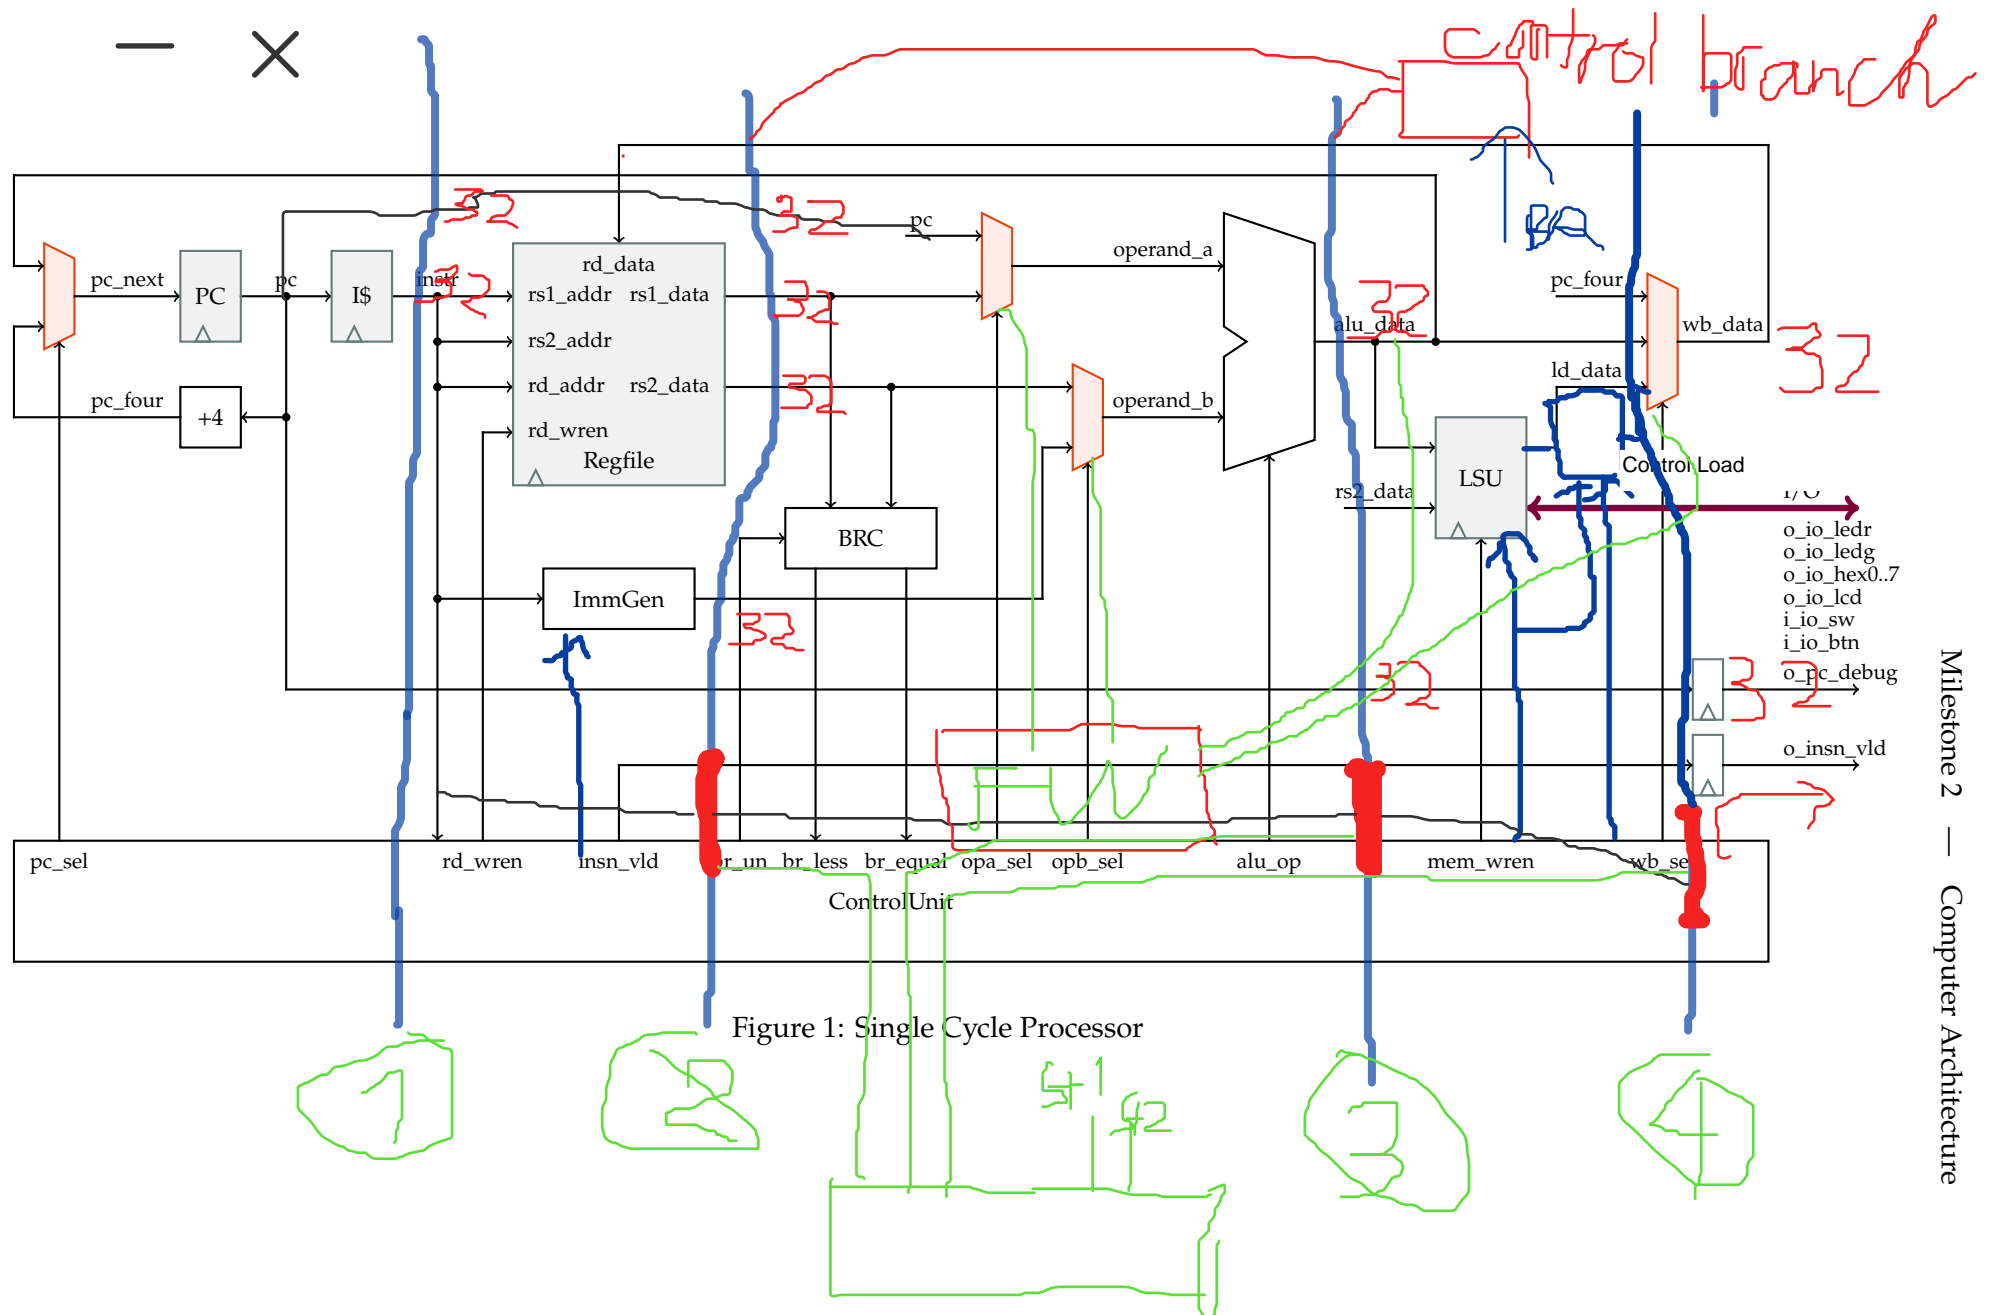 control branch
32
32
32
32
32
32
32
32
32
32
pc_next
PC
pc
I$
instr
pc_four
+4
rd_data
rs1_addr rs1_data
rs2_addr
rd_addr rs2_data
rd_wren
Regfile
ImmGen
BRC
pc
operand_a
operand_b
alu_data
rs2_data
LSU
pc_four
ld_data
wb_data
Control Load
I/O
o_io_ledr
o_io_ledg
o_io_hex0..7
o_io_lcd
i_io_sw
i_io_btn
o_pc_debug
o_insn_vld
pc_sel
rd_wren
insn_vld
br_un
br_less
br_equal
opa_sel
opb_sel
alu_op
mem_wren
wb_se
ControlUnit
Figure 1: Single Cycle Processor
1
2
3
4
Milestone 2 — Computer Architecture